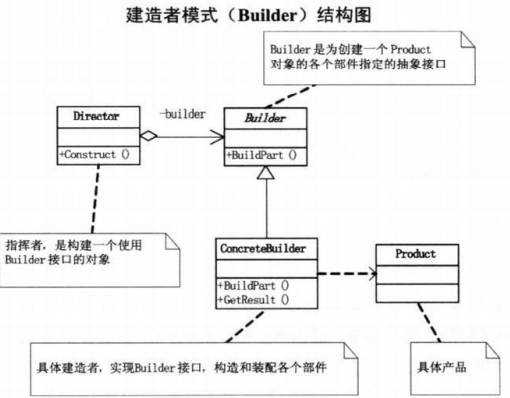 建造者模式（Builder）结构图
Builder是为创建一个Product
对象的各个部件指定的抽象接口
Director
-builder
Builder
+Construct ()
+BuildPart ()
指挥者，是构建一个使用
Builder接口的对象
ConcreteBuilder
Product
+BuildPart ()
+GetResult ()
具体建造者，实现Builder接口，构造和装配各个部件
具体产品